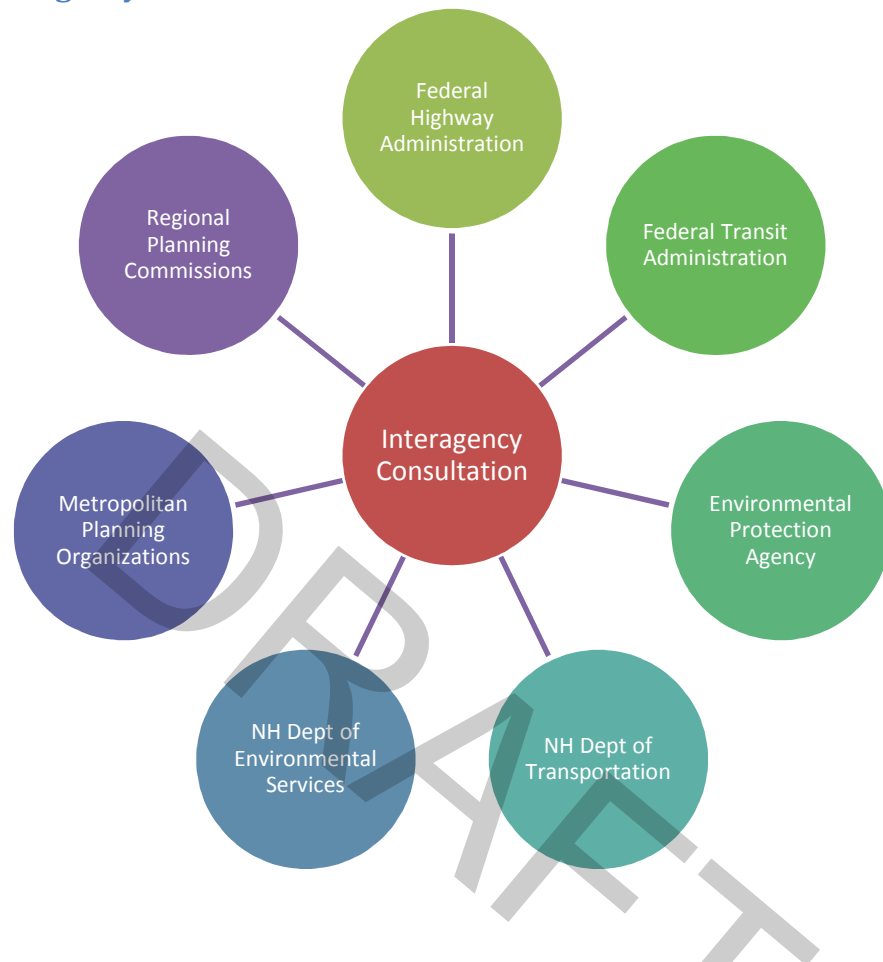 Federal
Highway
Administration
Regional
Planning
Commissions
Federal Transit
Administration
Interagency
Consultation
Metropolitan
Planning
Organizations
Environmental
Protection
Agency
NH Dept of
Environmental
Services
NH Dept of
Transportation
DRAFT